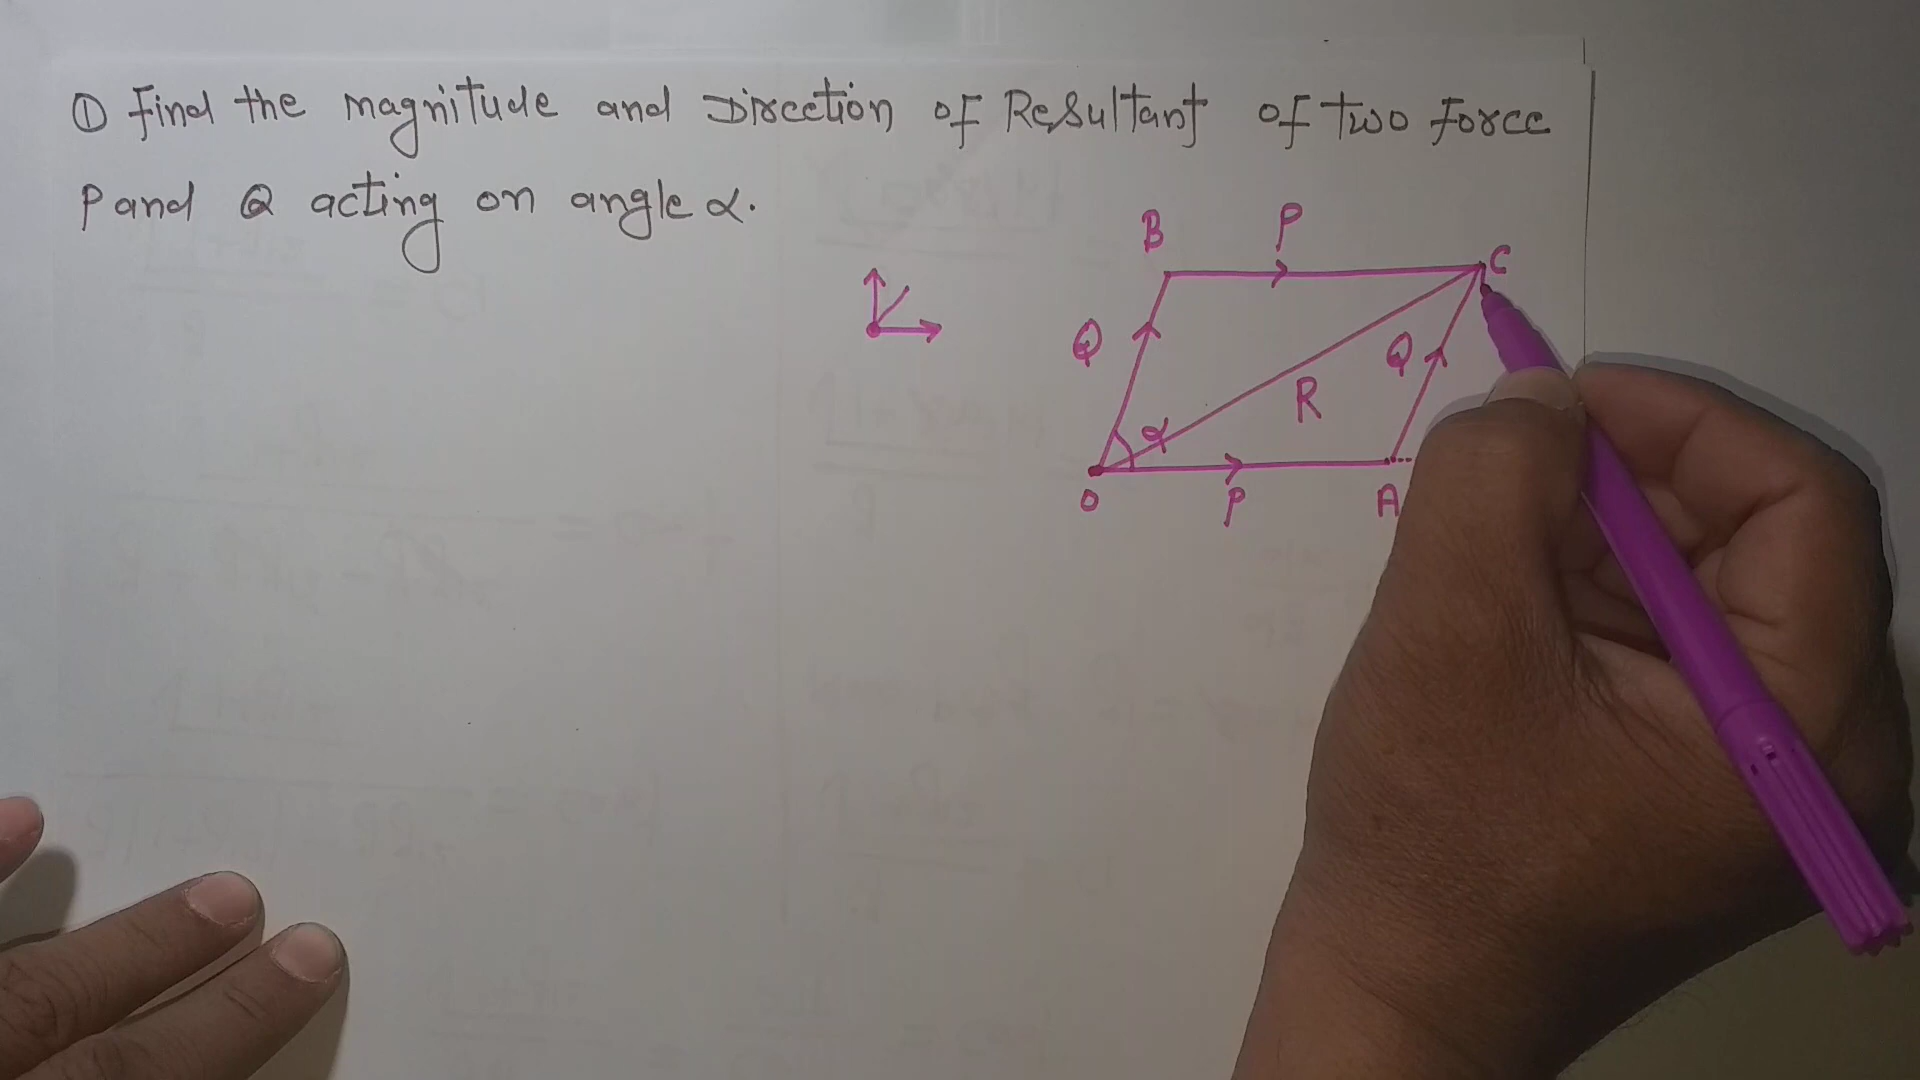 ① Find the magnitude and Direction of Resultant of Two Force
P and Q acting on angle α.
B P C
Q Q
R
α
O P A